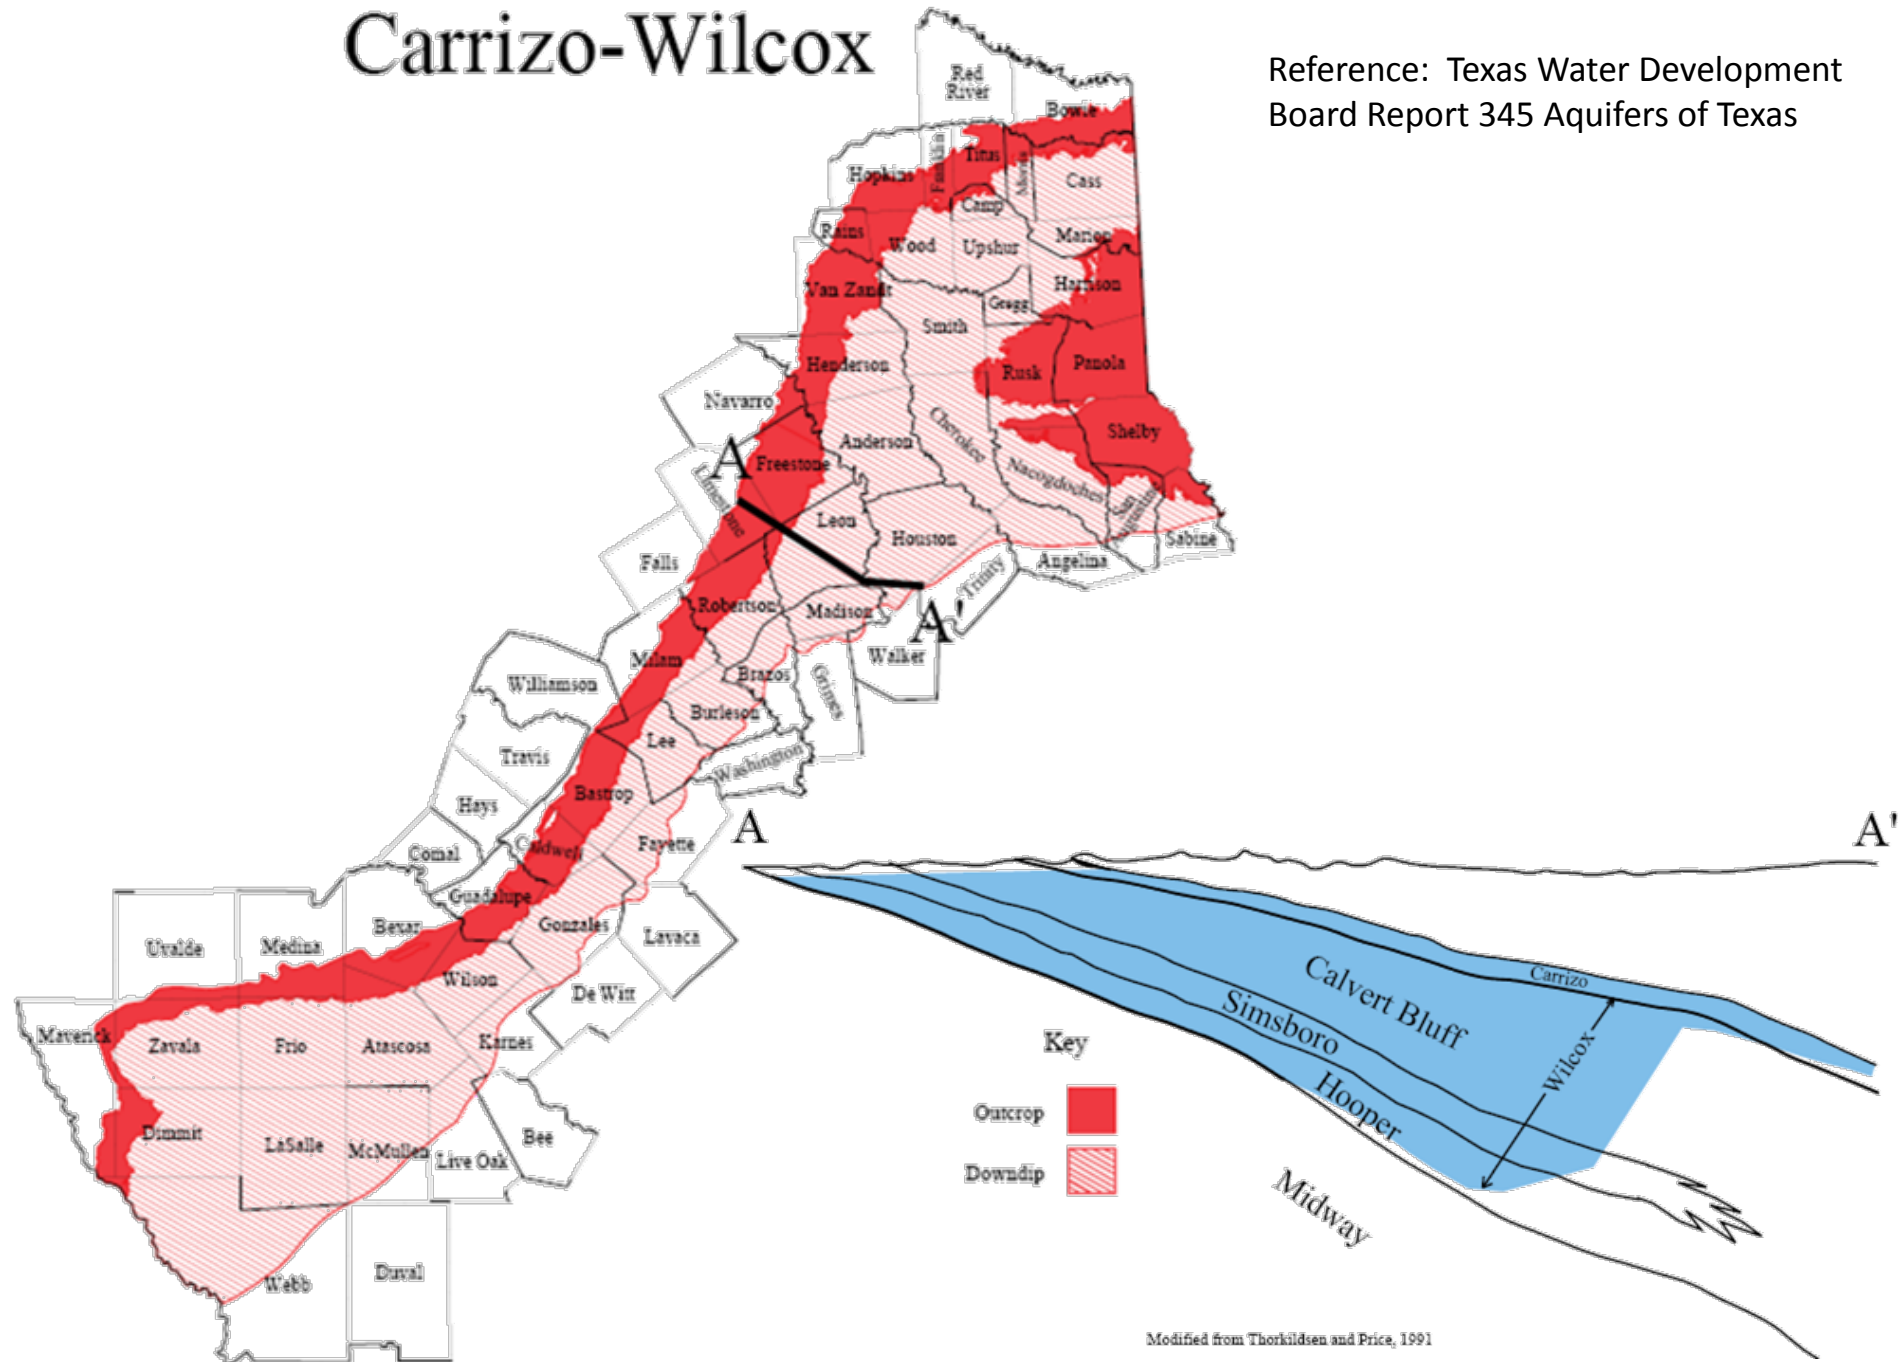 Carrizo-Wilcox
Reference: Texas Water Development
Board Report 345 Aquifers of Texas
Red
River
Bowie
Titus
Franklin
Morris
Hopkins
Cass
Camp
Rains
Wood
Upshur
Marion
Van Zandt
Harrison
Gregg
Smith
Henderson
Rusk
Panola
Navarro
Cherokee
Anderson
Shelby
A
Freestone
Limestone
Nacogdoches
San
Augustine
Leon
Houston
Sabine
Falls
Angelina
Trinity
Robertson
Madison
A'
Milam
Walker
Brazos
Grimes
Williamson
Burleson
Lee
Travis
Washington
Bastrop
Hays
Caldwell
Fayette
Comal
Guadalupe
Gonzales
Bexar
Lavaca
Uvalde
Medina
Wilson
De Witt
Maverick
Zavala
Frio
Atascosa
Karnes
Dimmit
LaSalle
McMullen
Live Oak
Bee
Webb
Duval
A
A'
Carrizo
Calvert Bluff
Simsboro
Wilcox
Hooper
Midway
Key
Outcrop
Downdip
Modified from Thorkildsen and Price, 1991